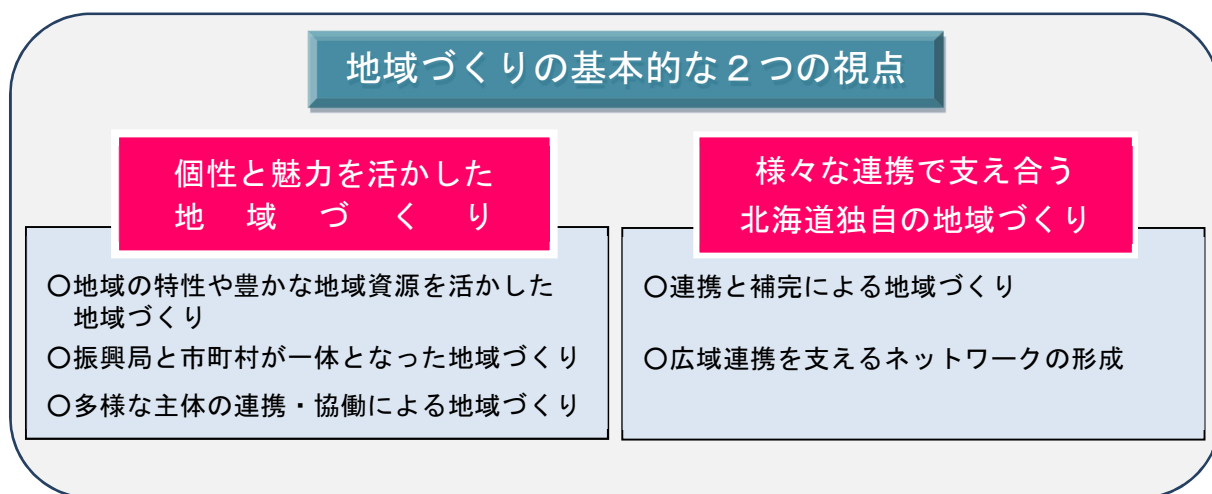 地域づくりの基本的な２つの視点
個性と魅力を活かした
地域づくり
〇地域の特性や豊かな地域資源を活かした
地域づくり
〇振興局と市町村が一体となった地域づくり
〇多様な主体の連携・協働による地域づくり
様々な連携で支え合う
北海道独自の地域づくり
〇連携と補完による地域づくり
〇広域連携を支えるネットワークの形成